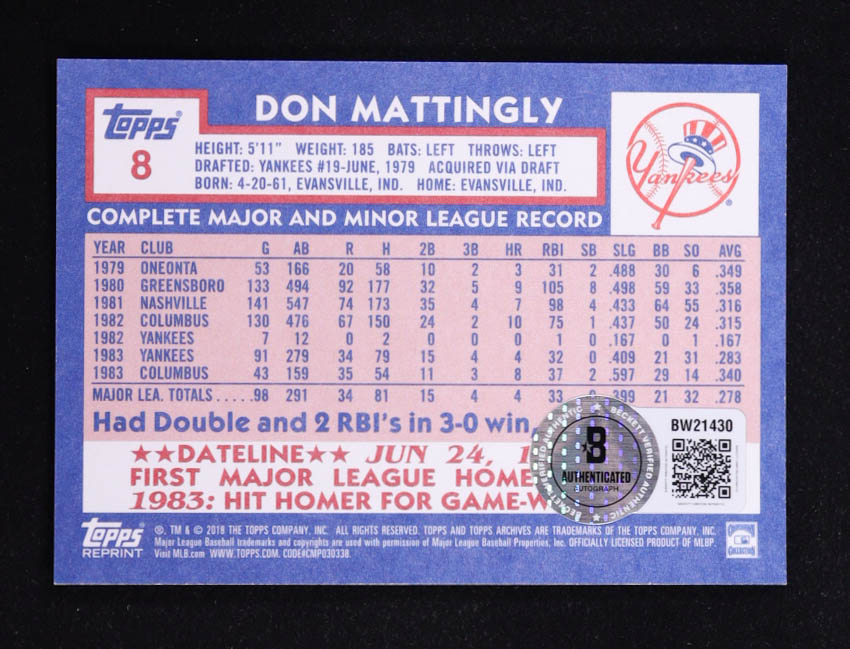 DON MATTINGLY
Topps
8
HEIGHT: 5'11" WEIGHT: 185 BATS: LEFT THROWS: LEFT
DRAFTED: YANKEES #19-JUNE, 1979 ACQUIRED VIA DRAFT
BORN: 4-20-61, EVANSVILLE, IND. HOME: EVANSVILLE, IND.
Yankees
®
COMPLETE MAJOR AND MINOR LEAGUE RECORD
YEAR CLUB G AB R H 2B 3B HR RBI SB SLG BB SO AVG
1979 ONEONTA 53 166 20 58 10 2 3 31 2 .488 30 6 .349
1980 GREENSBORO 133 494 92 177 32 5 9 105 8 .498 59 33 .358
1981 NASHVILLE 141 547 74 173 35 4 7 98 4 .433 64 55 .316
1982 COLUMBUS 130 476 67 150 24 2 10 75 1 .437 50 24 .315
1982 YANKEES 7 12 0 2 0 0 0 1 0 .167 0 1 .167
1983 YANKEES 91 279 34 79 15 4 4 32 0 .409 21 31 .283
1983 COLUMBUS 43 159 35 54 11 3 8 37 2 .597 29 14 .340
MAJOR LEA. TOTALS.....98 291 34 81 15 4 4 33 0 .399 21 32 .278
Had Double and 2 RBI's in 3-0 win
★★DATELINE★★ JUN 24, 1
FIRST MAJOR LEAGUE HOME
1983: HIT HOMER FOR GAME-W
BECKETT VERIFIED AUTHENTIC
B
AUTHENTICATED
AUTOGRAPH
BW21430
Topps
REPRINT
®, TM & © 2018 THE TOPPS COMPANY, INC. ALL RIGHTS RESERVED. TOPPS AND TOPPS ARCHIVES ARE TRADEMARKS OF THE TOPPS COMPANY, INC.
Major League Baseball trademarks and copyrights are used with permission of Major League Baseball Properties, Inc. OFFICIALLY LICENSED PRODUCT OF MLBP.
Visit MLB.com WWW.TOPPS.COM. CODE#CMP030338.